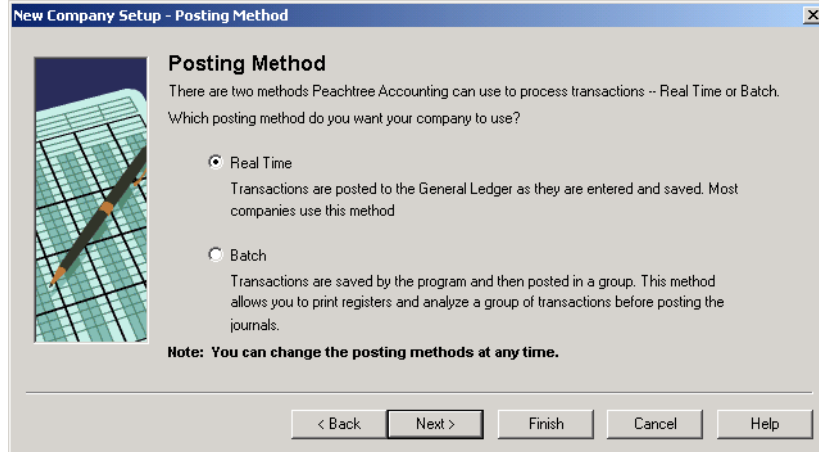 New Company Setup - Posting Method
Posting Method
There are two methods Peachtree Accounting can use to process transactions -- Real Time or Batch.
Which posting method do you want your company to use?
Real Time
Transactions are posted to the General Ledger as they are entered and saved. Most
companies use this method
Batch
Transactions are saved by the program and then posted in a group. This method
allows you to print registers and analyze a group of transactions before posting the
journals.
Note: You can change the posting methods at any time.
< Back
Next >
Finish
Cancel
Help